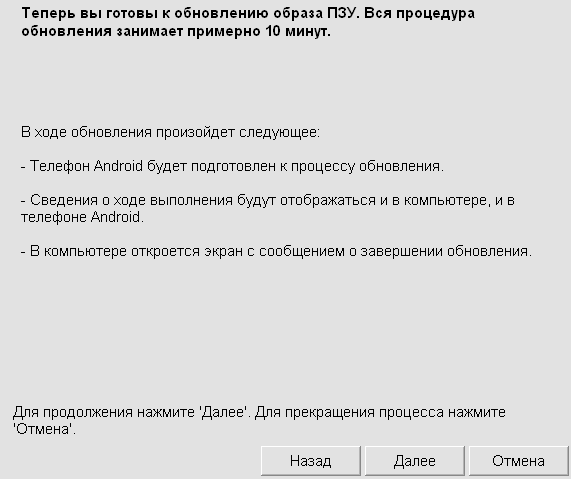 Теперь вы готовы к обновлению образа ПЗУ. Вся процедура
обновления занимает примерно 10 минут.
В ходе обновления произойдет следующее:
- Телефон Android будет подготовлен к процессу обновления.
- Сведения о ходе выполнения будут отображаться и в компьютере, и в
телефоне Android.
- В компьютере откроется экран с сообщением о завершении обновления.
Для продолжения нажмите 'Далее'. Для прекращения процесса нажмите
'Отмена'.
Назад Далее Отмена